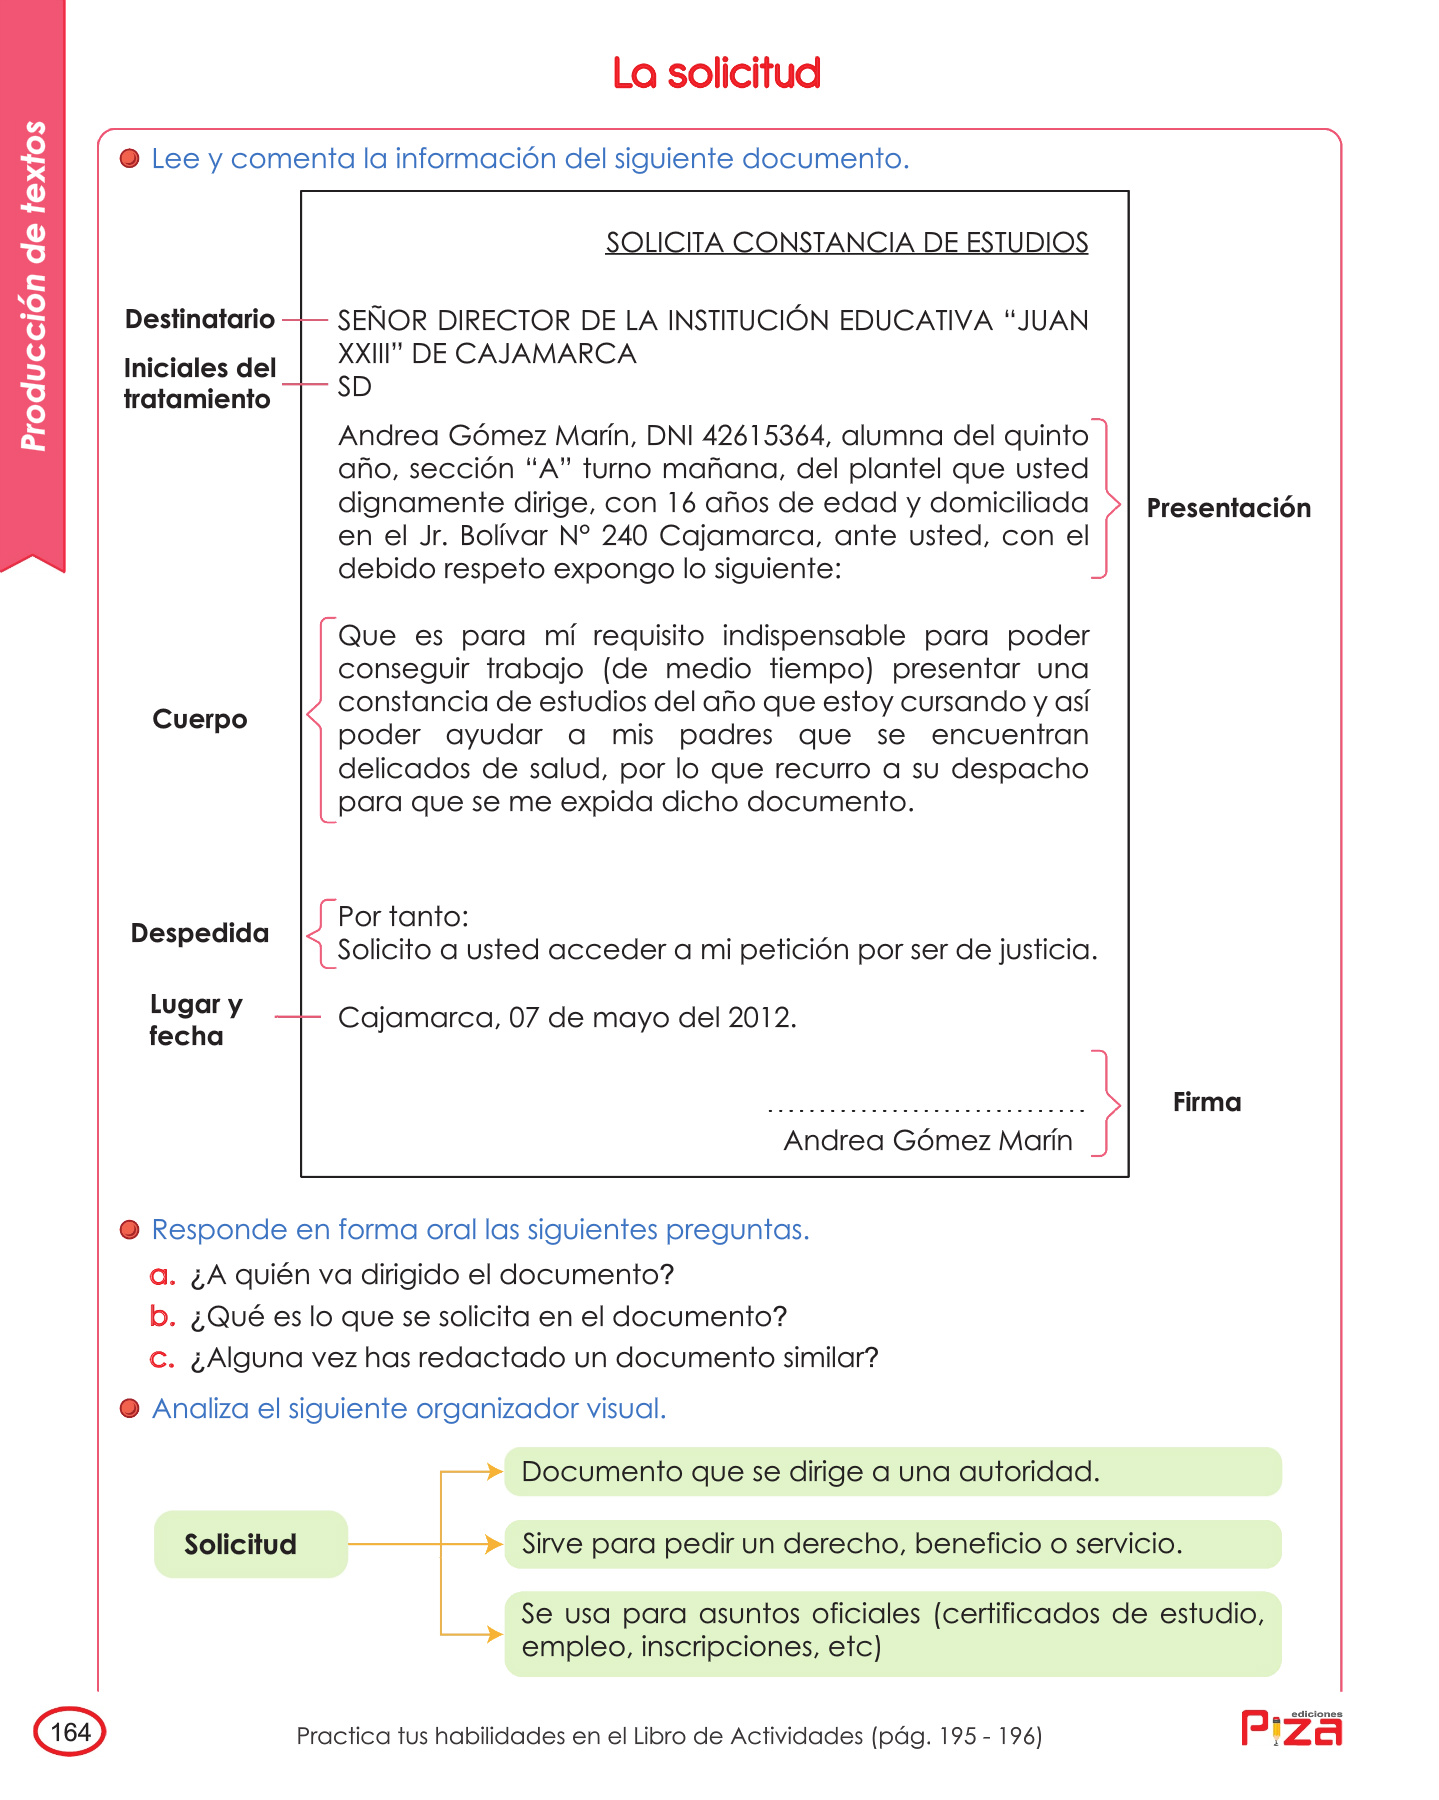 La solicitud
Producción de textos
Lee y comenta la información del siguiente documento.
SOLICITA CONSTANCIA DE ESTUDIOS
Destinatario
SEÑOR DIRECTOR DE LA INSTITUCIÓN EDUCATIVA “JUAN
XXIII” DE CAJAMARCA
Iniciales del
tratamiento
SD
Andrea Gómez Marín, DNI 42615364, alumna del quinto
año, sección “A” turno mañana, del plantel que usted
dignamente dirige, con 16 años de edad y domiciliada
en el Jr. Bolívar N° 240 Cajamarca, ante usted, con el
debido respeto expongo lo siguiente:
Presentación
Que es para mí requisito indispensable para poder
conseguir trabajo (de medio tiempo) presentar una
constancia de estudios del año que estoy cursando y así
poder ayudar a mis padres que se encuentran
delicados de salud, por lo que recurro a su despacho
para que se me expida dicho documento.
Cuerpo
Despedida
Por tanto:
Solicito a usted acceder a mi petición por ser de justicia.
Lugar y
fecha
Cajamarca, 07 de mayo del 2012.
...............................
Andrea Gómez Marín
Firma
Responde en forma oral las siguientes preguntas.
a. ¿A quién va dirigido el documento?
b. ¿Qué es lo que se solicita en el documento?
c. ¿Alguna vez has redactado un documento similar?
Analiza el siguiente organizador visual.
Solicitud
Documento que se dirige a una autoridad.
Sirve para pedir un derecho, beneficio o servicio.
Se usa para asuntos oficiales (certificados de estudio,
empleo, inscripciones, etc)
164
Practica tus habilidades en el Libro de Actividades (pág. 195 - 196)
ediciones
Piza